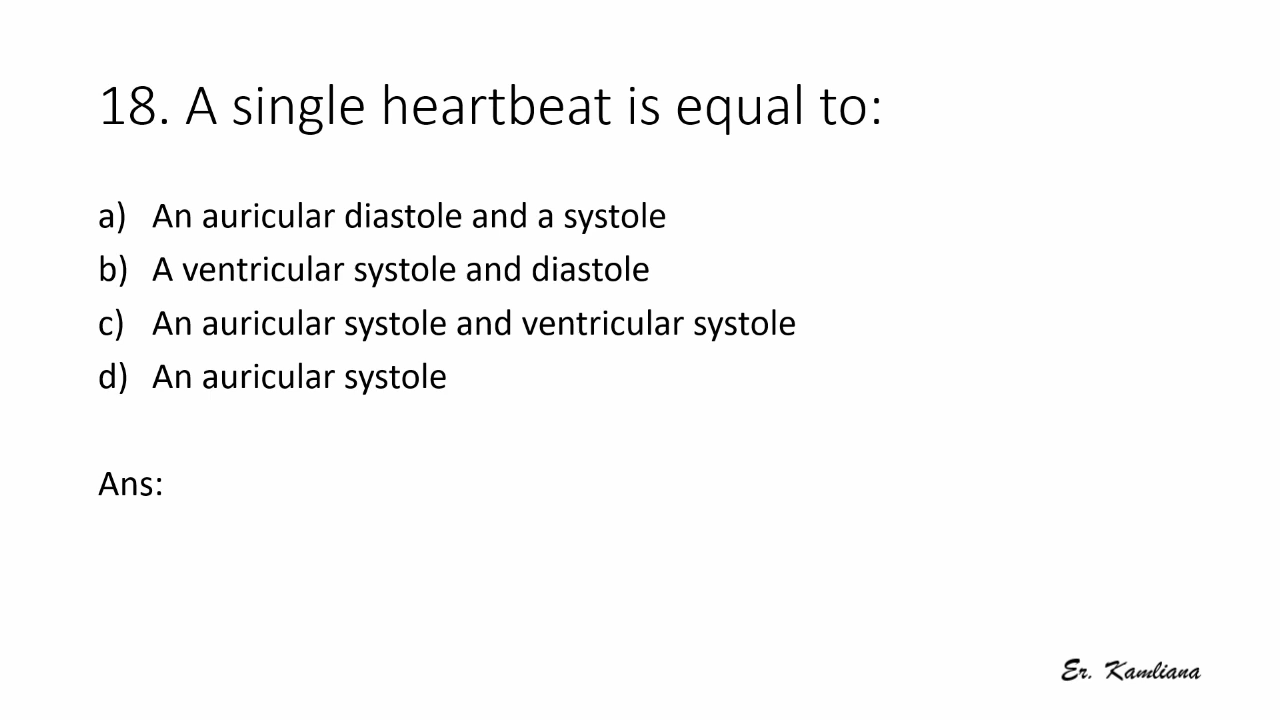 18. A single heartbeat is equal to:
a) An auricular diastole and a systole
b) A ventricular systole and diastole
c) An auricular systole and ventricular systole
d) An auricular systole
Ans:
Er. Kamliana